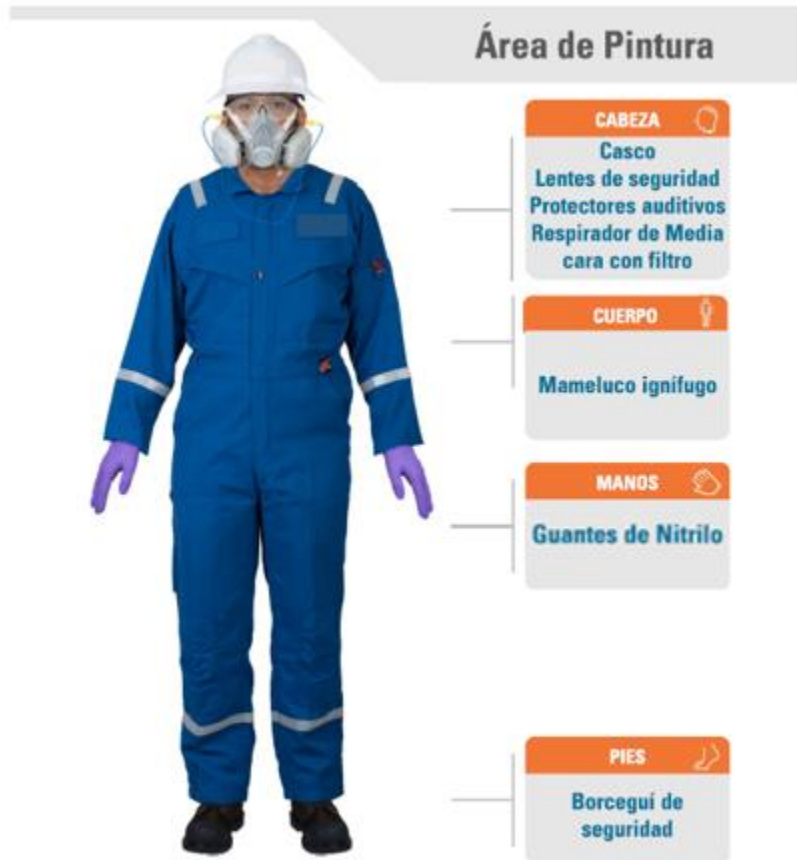 Área de Pintura
CABEZA
Casco
Lentes de seguridad
Protectores auditivos
Respirador de Media
cara con filtro
CUERPO
Mameluco ignífugo
MANOS
Guantes de Nitrilo
PIES
Borceguí de
seguridad